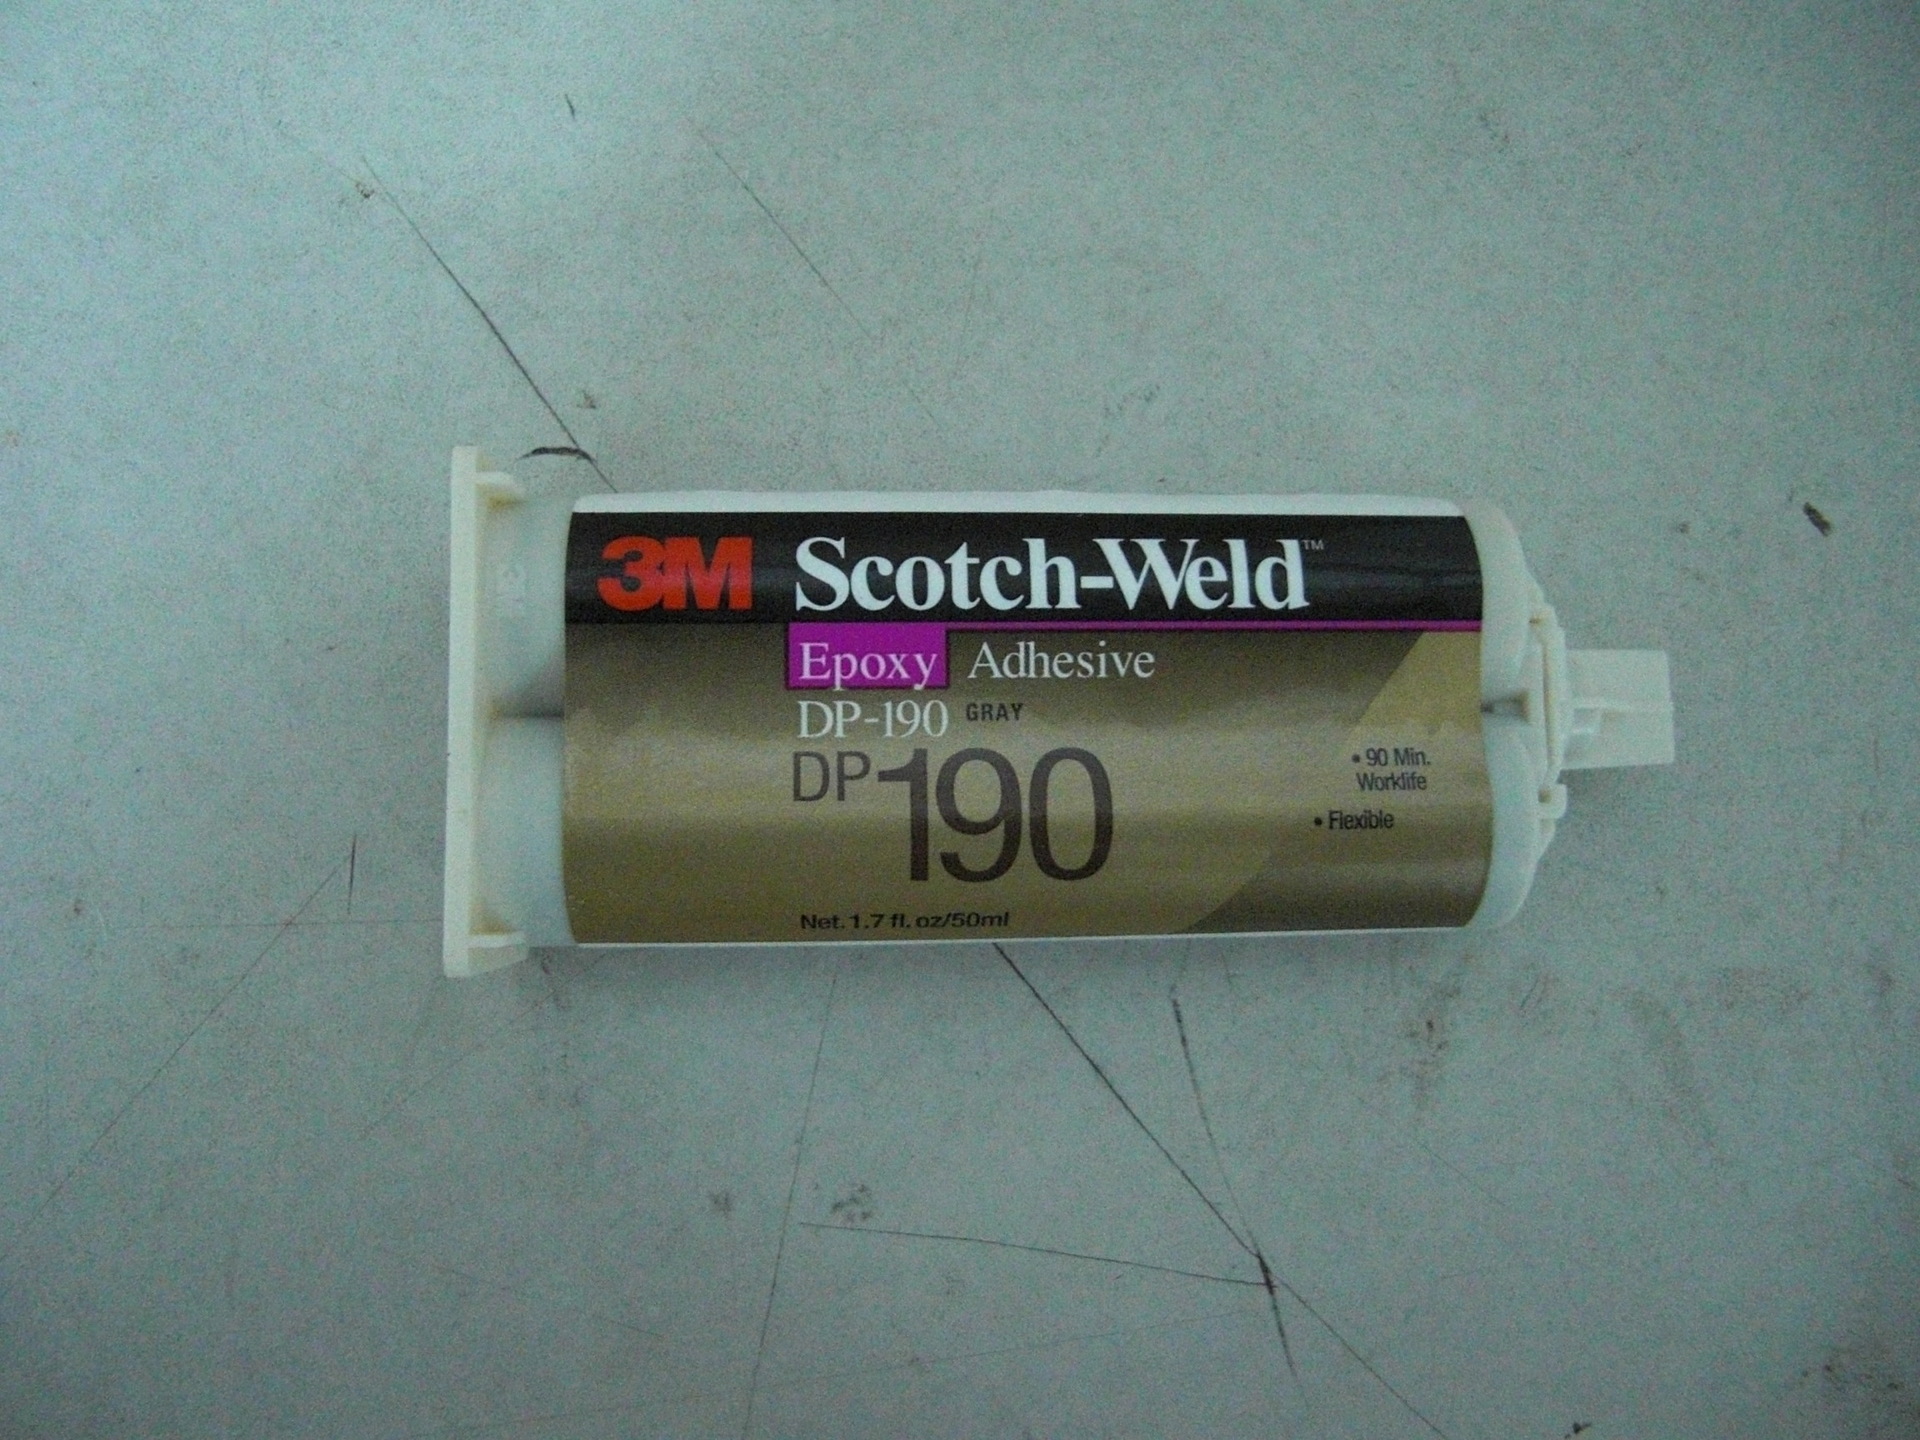 3M Scotch-Weld™
Epoxy Adhesive
DP-190 GRAY
DP190
• 90 Min.
Worklife
• Flexible
Net. 1.7 fl. oz/50ml